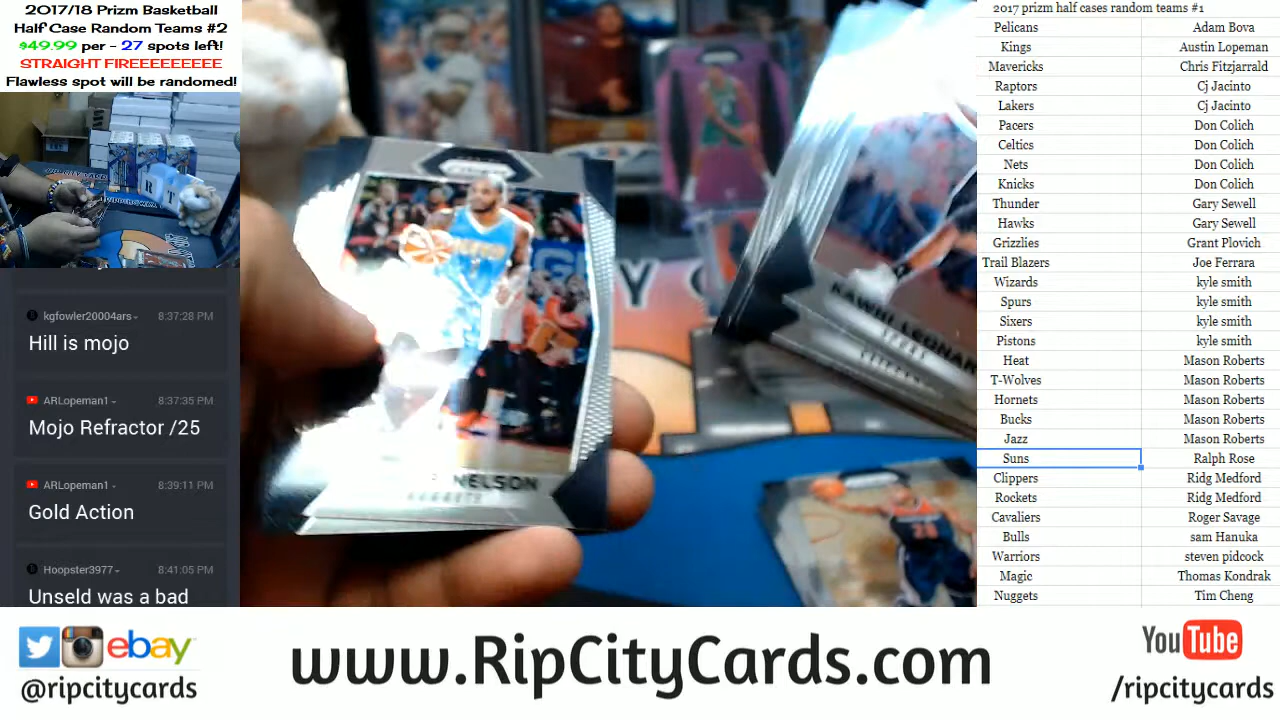 2017/18 Prizm Basketball
Half Case Random Teams #2
$49.99 per - 27 spots left!
STRAIGHT FIREEEEEEEEE
Flawless spot will be randomed!
kgfowler20004ars 8:37:28 PM
Hill is mojo
ARLopeman1 8:37:35 PM
Mojo Refractor /25
ARLopeman1 8:39:11 PM
Gold Action
Hoopster3977 8:41:05 PM
Unseld was a bad
NELSON
NUGGETS
KAWHI LEONARD
SPURS
2017 prizm half cases random teams #1
Pelicans Adam Bova
Kings Austin Lopeman
Mavericks Chris Fitzjarrald
Raptors Cj Jacinto
Lakers Cj Jacinto
Pacers Don Colich
Celtics Don Colich
Nets Don Colich
Knicks Don Colich
Thunder Gary Sewell
Hawks Gary Sewell
Grizzlies Grant Plovich
Trail Blazers Joe Ferrara
Wizards kyle smith
Spurs kyle smith
Sixers kyle smith
Pistons kyle smith
Heat Mason Roberts
T-Wolves Mason Roberts
Hornets Mason Roberts
Bucks Mason Roberts
Jazz Mason Roberts
Suns Ralph Rose
Clippers Ridg Medford
Rockets Ridg Medford
Cavaliers Roger Savage
Bulls sam Hanuka
Warriors steven pidcock
Magic Thomas Kondrak
Nuggets Tim Cheng
ebay
@ripcitycards
www.RipCityCards.com
YouTube
/ripcitycards